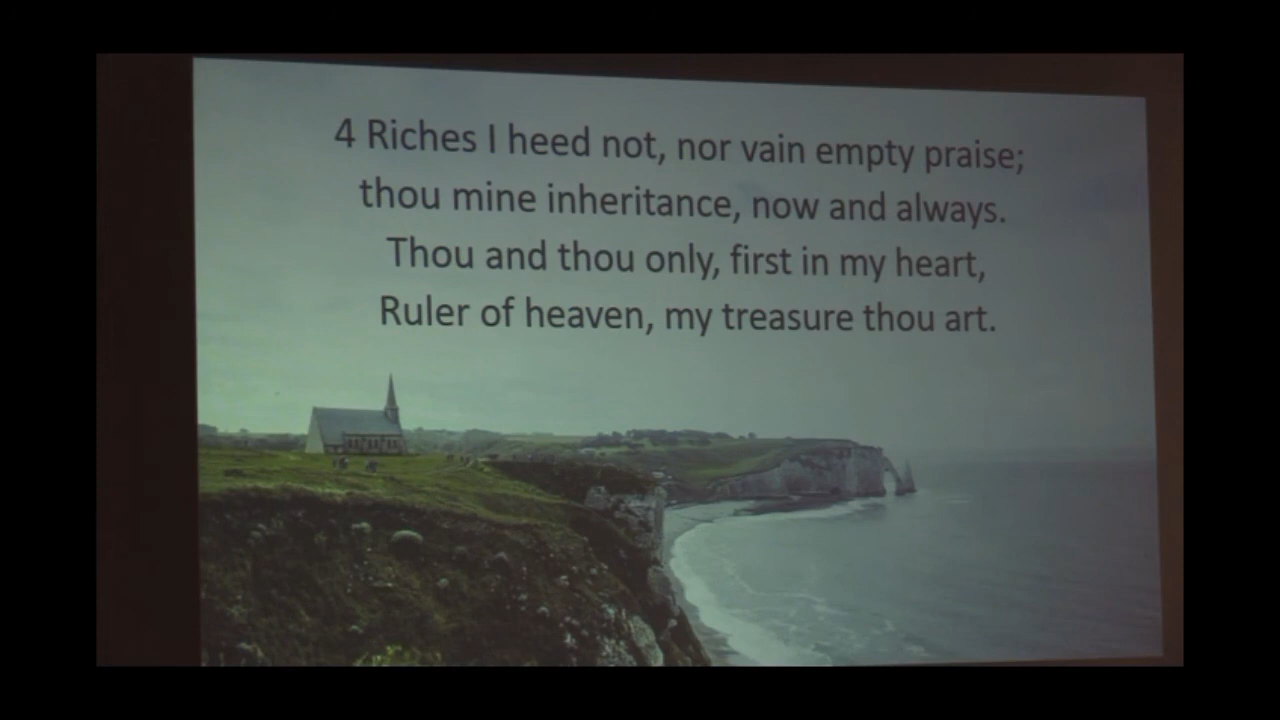 4 Riches I heed not, nor vain empty praise;
thou mine inheritance, now and always.
Thou and thou only, first in my heart,
Ruler of heaven, my treasure thou art.